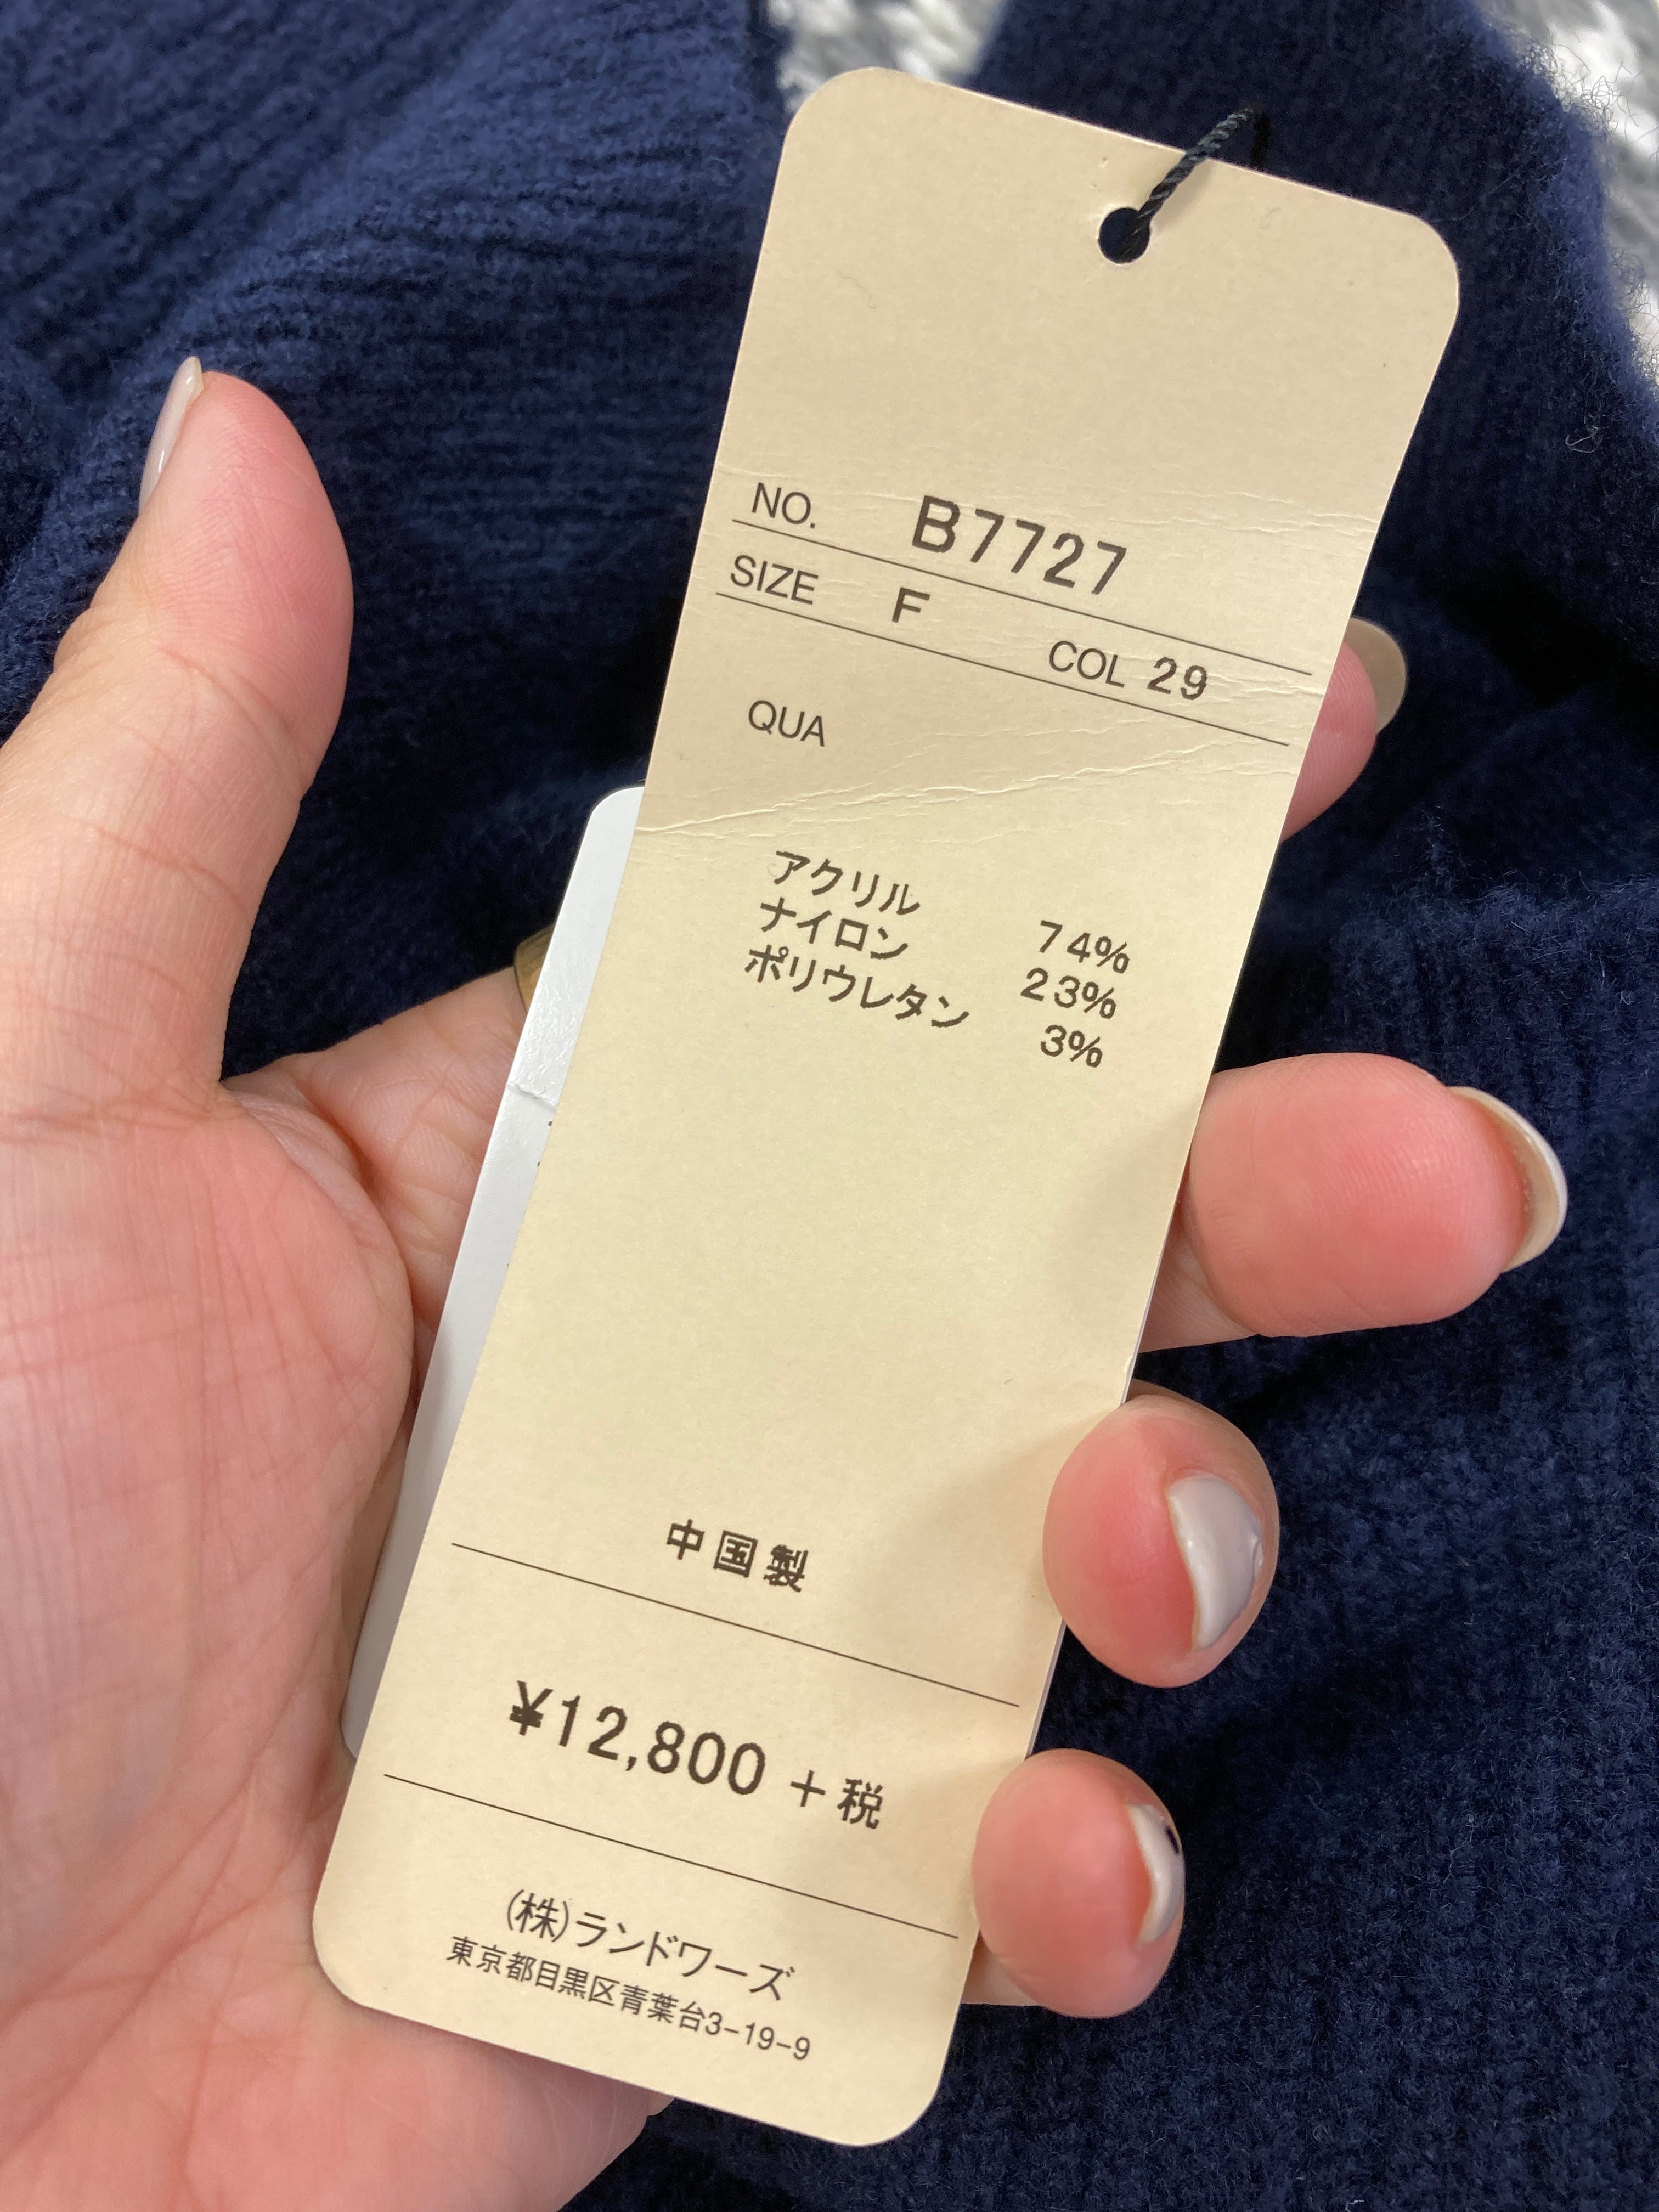 NO. B7727
SIZE F COL 29
QUA
アクリル 74%
ナイロン 23%
ポリウレタン 3%
中国製
¥12,800 +税
(株)ランドワーズ
東京都目黒区青葉台3-19-9